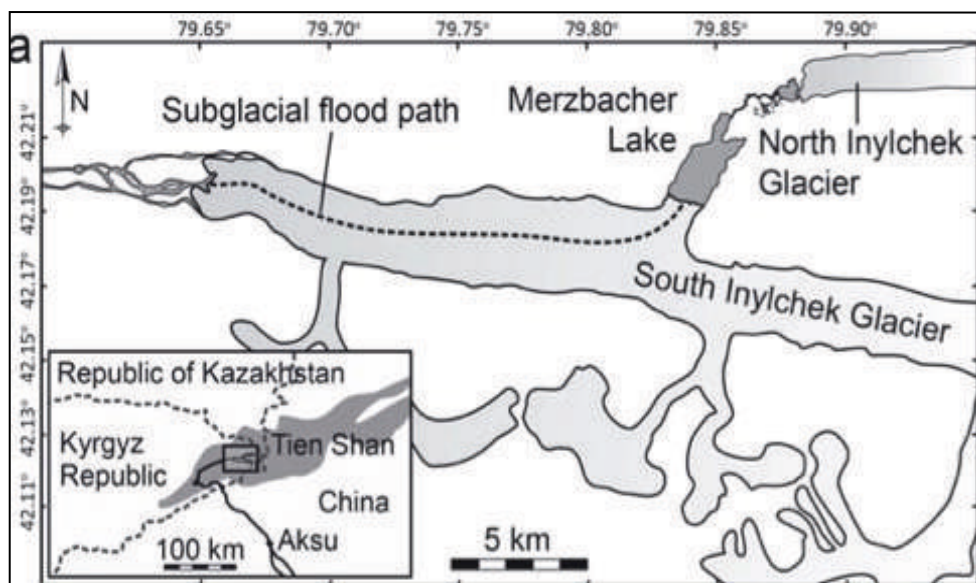 a
79.65° 79.70° 79.75° 79.80° 79.85° 79.90°
N
Subglacial flood path
Merzbacher
Lake
North Inylchek
Glacier
South Inylchek Glacier
42.21°
42.19°
42.17°
42.15°
42.13°
42.11°
Republic of Kazakhstan
Kyrgyz
Republic
Tien Shan
China
Aksu
100 km
5 km